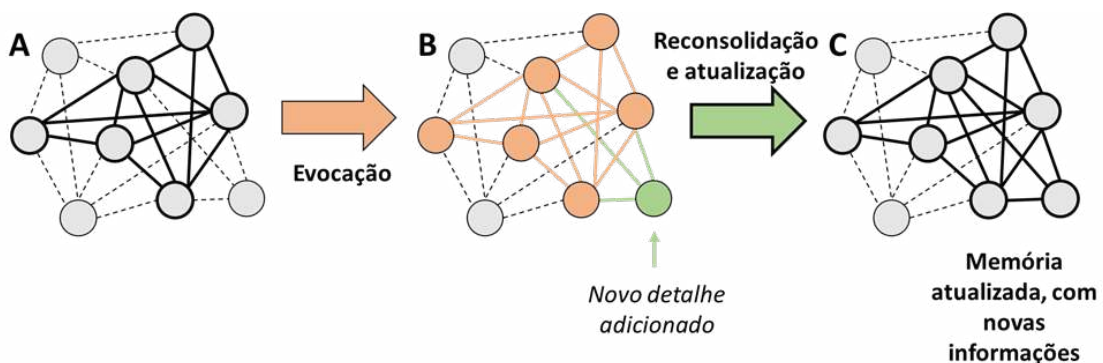 A
B
Reconsolidação
e atualização
C
Evocação
Novo detalhe
adicionado
Memória
atualizada, com
novas
informações